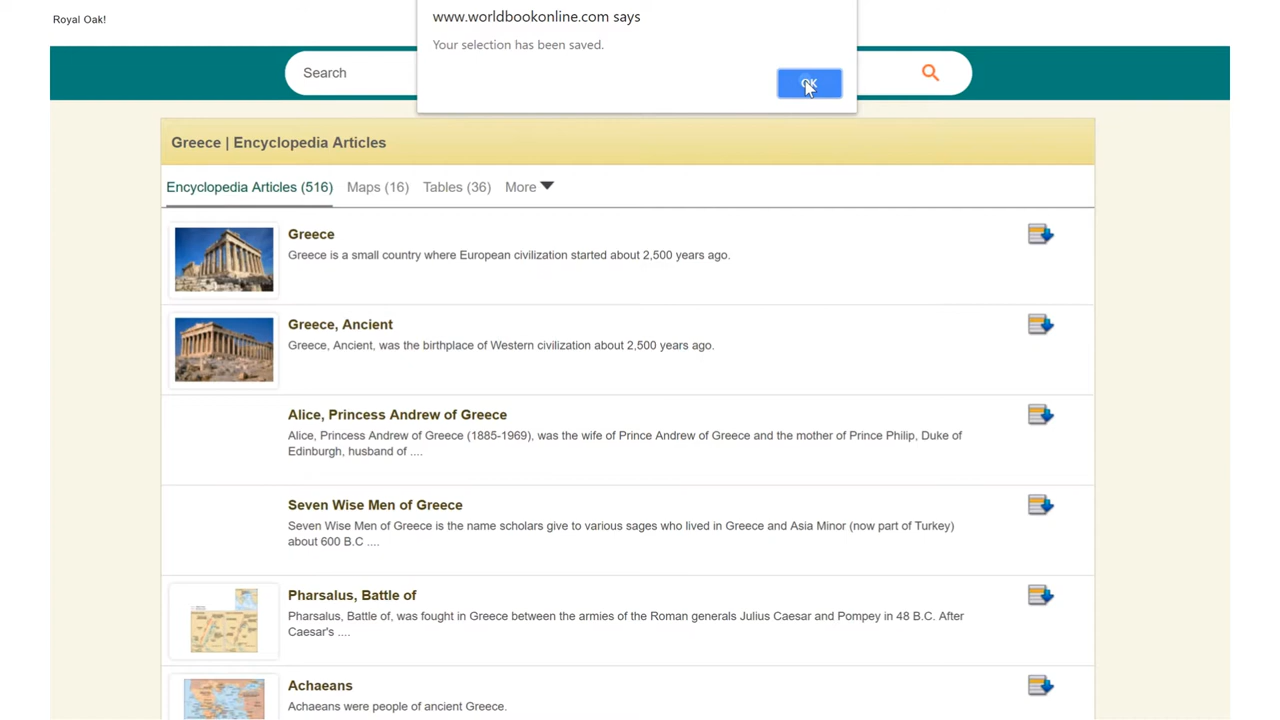 Royal Oak!
www.worldbookonline.com says
Your selection has been saved.
OK
Search
Greece | Encyclopedia Articles
Encyclopedia Articles (516) Maps (16) Tables (36) More
Greece
Greece is a small country where European civilization started about 2,500 years ago.
Greece, Ancient
Greece, Ancient, was the birthplace of Western civilization about 2,500 years ago.
Alice, Princess Andrew of Greece
Alice, Princess Andrew of Greece (1885-1969), was the wife of Prince Andrew of Greece and the mother of Prince Philip, Duke of
Edinburgh, husband of ....
Seven Wise Men of Greece
Seven Wise Men of Greece is the name scholars give to various sages who lived in Greece and Asia Minor (now part of Turkey)
about 600 B.C ....
Pharsalus, Battle of
Pharsalus, Battle of, was fought in Greece between the armies of the Roman generals Julius Caesar and Pompey in 48 B.C. After
Caesar's ....
Achaeans
Achaeans were people of ancient Greece.